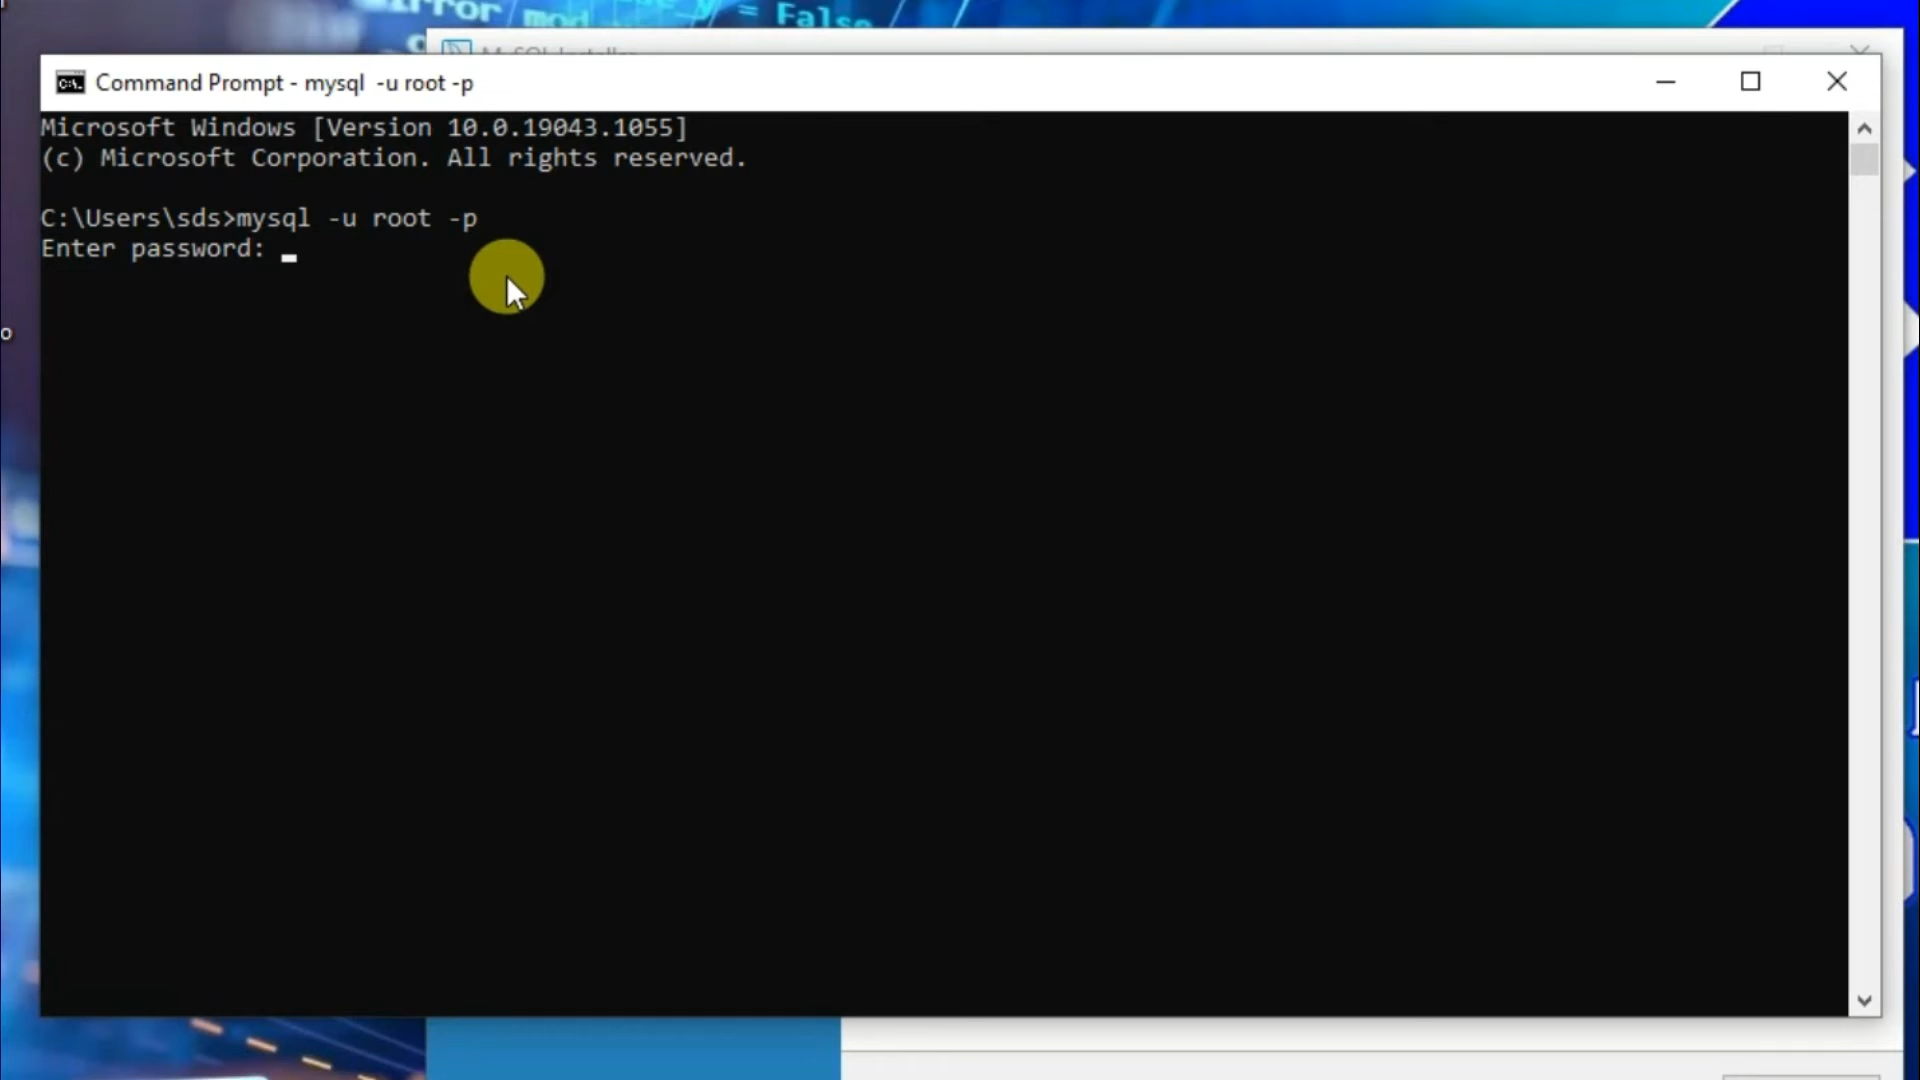 = False
Command Prompt - mysql  -u root -p
Microsoft Windows [Version 10.0.19043.1055]
(c) Microsoft Corporation. All rights reserved.
C:\Users\sds>mysql -u root -p
Enter password: